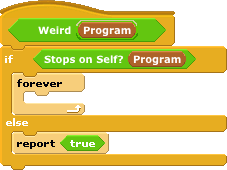 Weird Program
if Stops on Self? Program
forever
else
report true